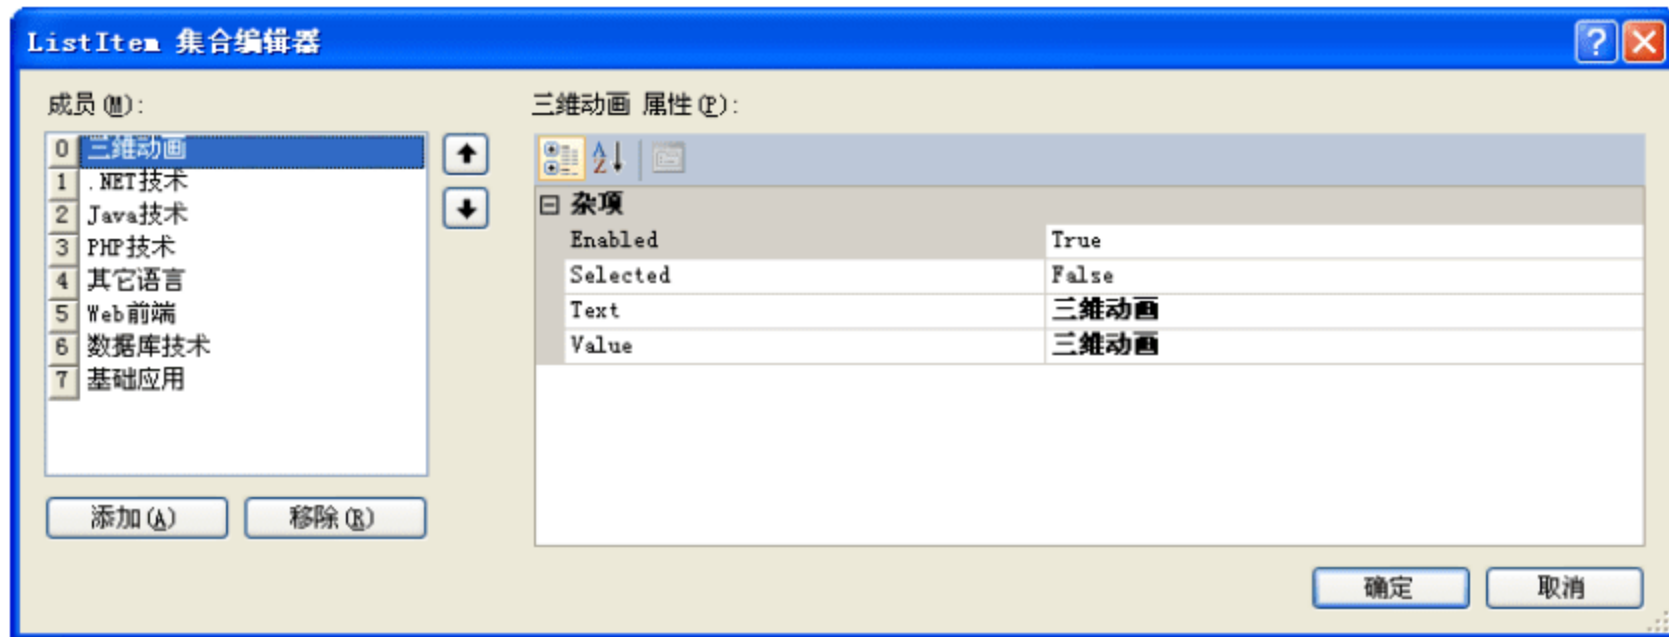 ListItem 集合编辑器
成员(M):
0 三维动画
1 .NET技术
2 Java技术
3 PHP技术
4 其它语言
5 Web前端
6 数据库技术
7 基础应用
添加(A) 移除(R)
三维动画 属性(P):
杂项
Enabled True
Selected False
Text 三维动画
Value 三维动画
确定 取消